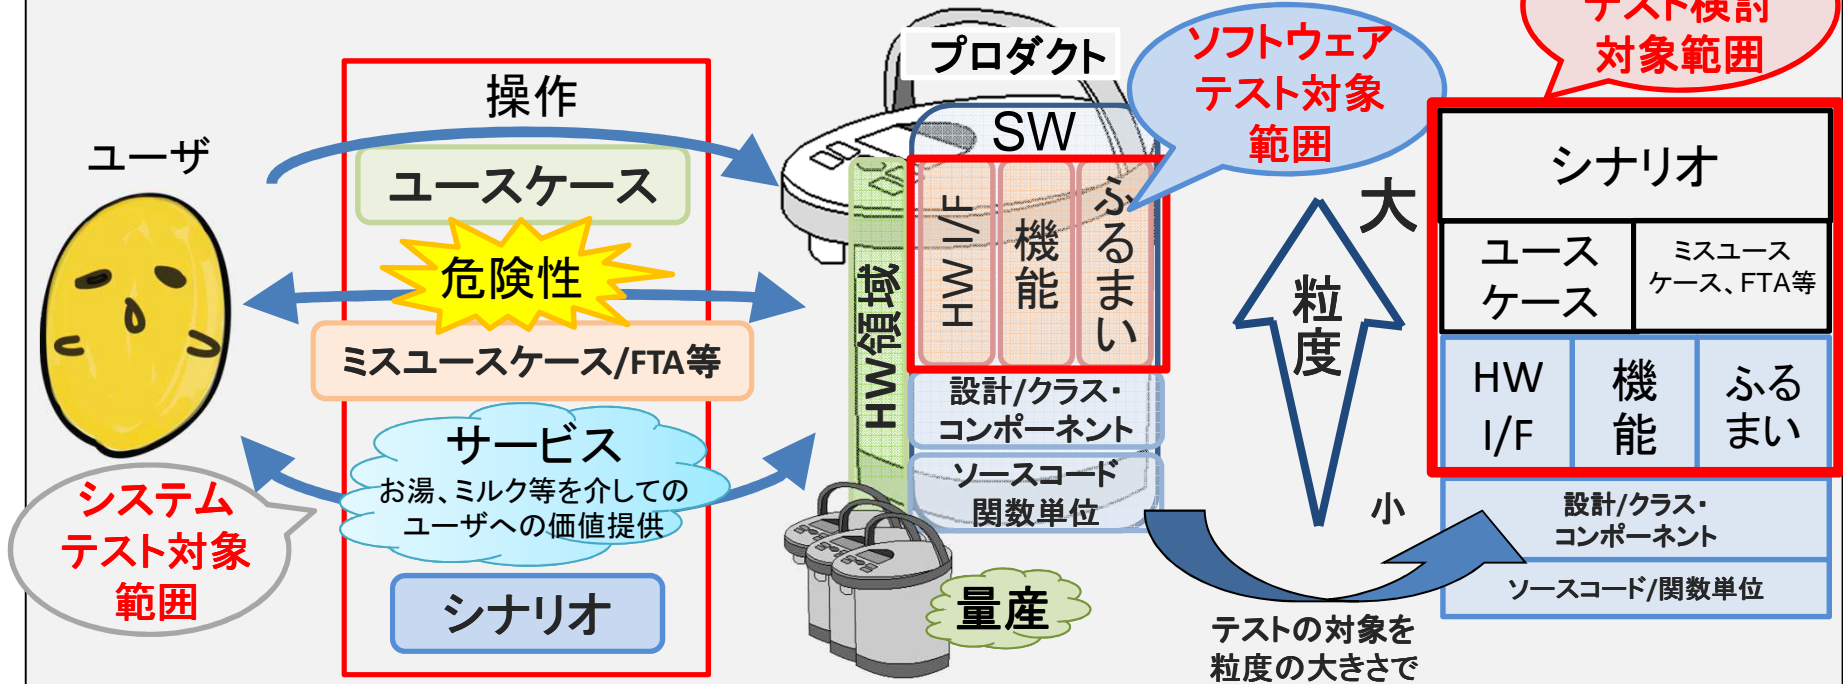 ユーザ
操作
ユースケース
危険性
ミスユースケース/FTA等
サービス
お湯、ミルク等を介しての
ユーザへの価値提供
シナリオ
システム
テスト対象
範囲
プロダクト
SW
HW領域
HW I/F
機能
ふるまい
設計/クラス・
コンポーネント
ソースコード
関数単位
量産
ソフトウェア
テスト対象
範囲
大
粒度
小
テストの対象を
粒度の大きさで
テスト検討
対象範囲
シナリオ
ユース
ケース
ミスユース
ケース、FTA等
HW
I/F
機
能
ふる
まい
設計/クラス・
コンポーネント
ソースコード/関数単位